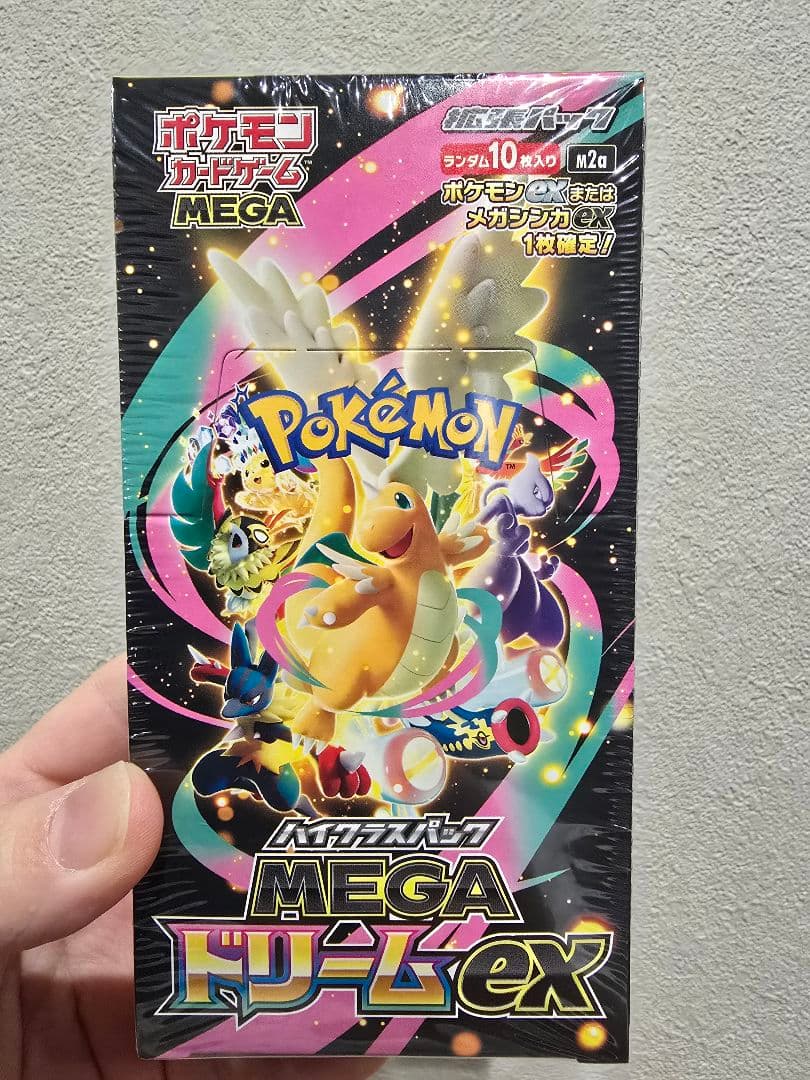 ポケモン
カードゲーム™
MEGA
拡張パック
ランダム10枚入り M2a
ポケモンexまたは
メガシンカex
1枚確定!
POKéMON™
ハイクラスパック
MEGA
ドリームex